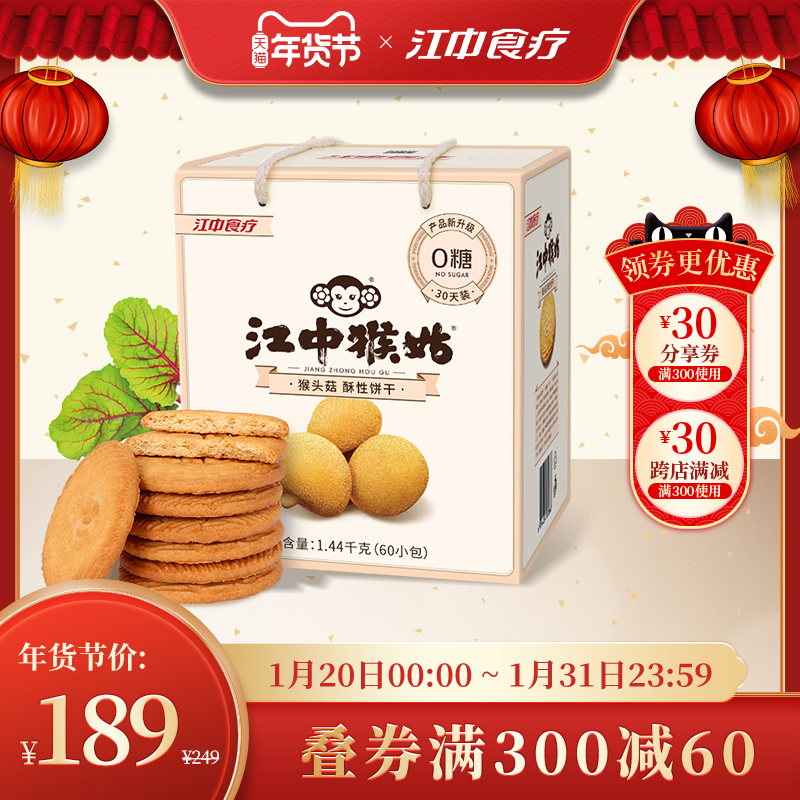 天猫 年货节 × 江中食疗
江中食疗
产品新升级
0糖
NO SUGAR
30天装
江中猴姑®
JIANG ZHONG HOU GU
·猴头菇 酥性饼干·
含量:1.44千克(60小包)
江中食疗
领券更优惠
¥30
分享券
满300使用
¥30
跨店满减
满300使用
年货节价:
¥189
¥249
1月20日00:00 ~ 1月31日23:59
叠券满300减60